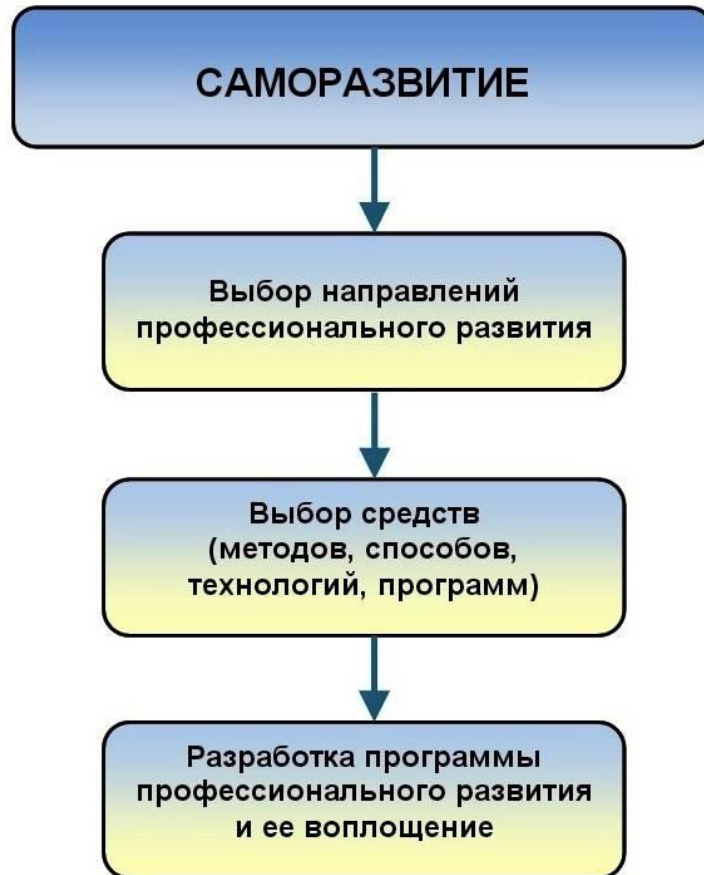 САМОРАЗВИТИЕ
Выбор направлений
профессионального развития
Выбор средств
(методов, способов,
технологий, программ)
Разработка программы
профессионального развития
и ее воплощение